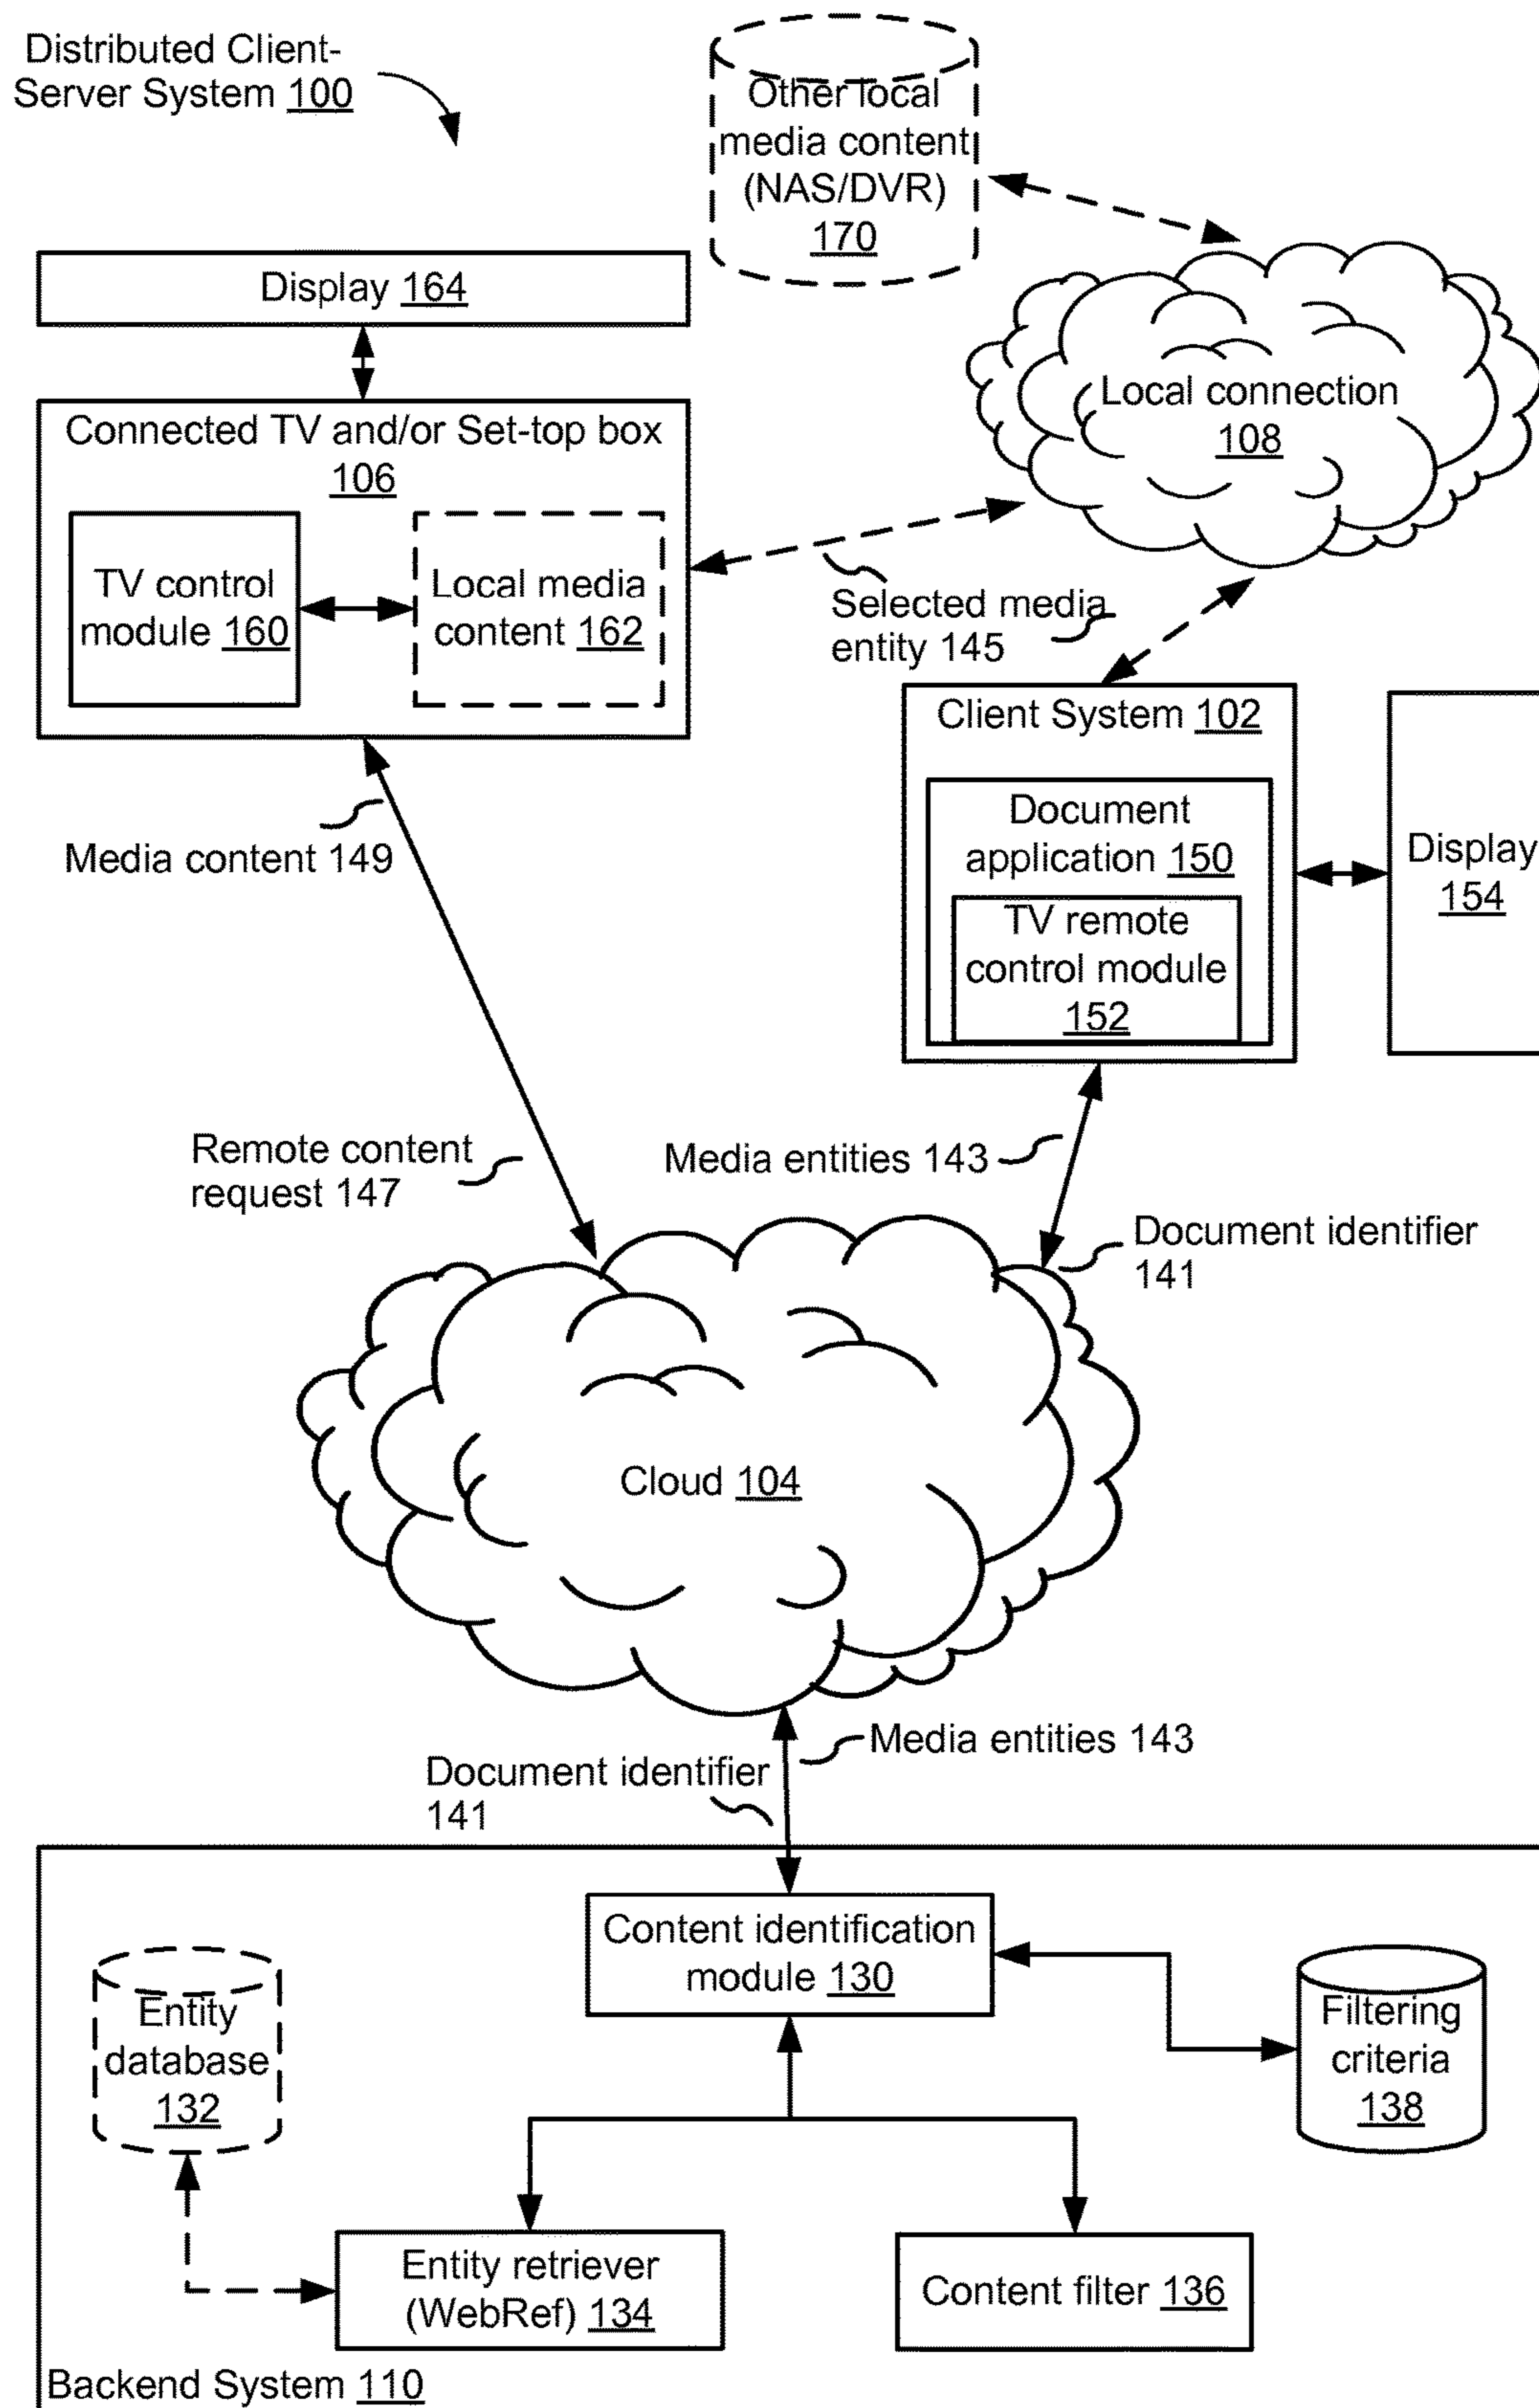 Distributed Client-
Server System 100
Other local
media content
(NAS/DVR)
170
Display 164
Local connection
108
Connected TV and/or Set-top box
106
TV control
module 160
Local media
content 162
Selected media
entity 145
Client System 102
Document
application 150
TV remote
control module
152
Display
154
Media content 149
Remote content
request 147
Media entities 143
Document identifier
141
Cloud 104
Media entities 143
Document identifier
141
Content identification
module 130
Entity
database
132
Filtering
criteria
138
Entity retriever
(WebRef) 134
Content filter 136
Backend System 110